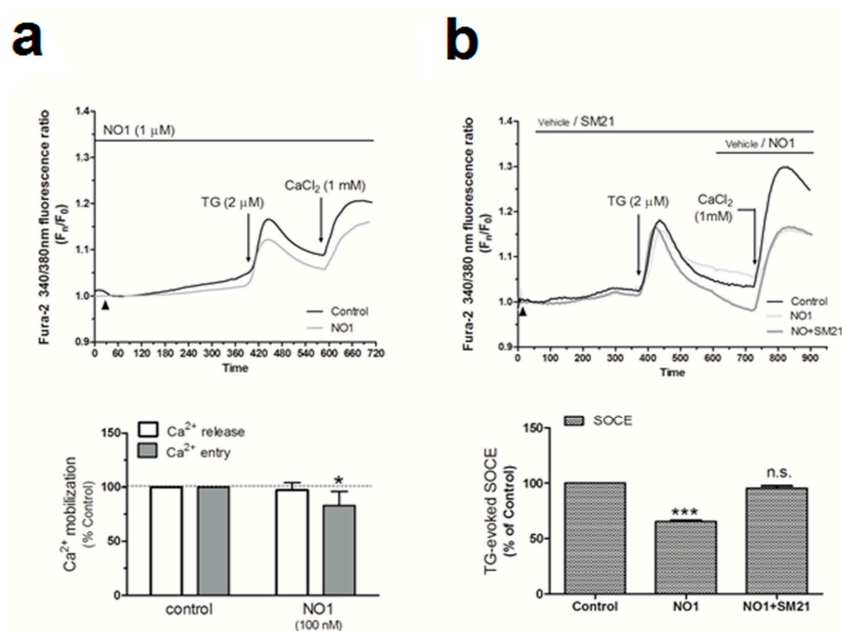 a
b
Fura-2 340/380nm fluorescence ratio
(Fn/F0)
1.4
1.3
1.2
1.1
1.0
0.9
NO1 (1 μM)
TG (2 μM)
CaCl2 (1 mM)
Control
NO1
0 60 120 180 240 300 360 420 480 540 600 660 720
Time
Fura-2 340/380 nm fluorescence ratio
(Fn/F0)
1.4
1.3
1.2
1.1
1.0
0.9
Vehicle / SM21
Vehicle / NO1
TG (2 μM)
CaCl2
(1mM)
Control
NO1
NO+SM21
0 100 200 300 400 500 600 700 800 900
Time
Ca2+ mobilization
(% Control)
150
100
50
0
Ca2+ release
Ca2+ entry
*
control
NO1
(100 nM)
TG-evoked SOCE
(% of Control)
150
100
50
0
SOCE
***
n.s.
Control
NO1
NO1+SM21